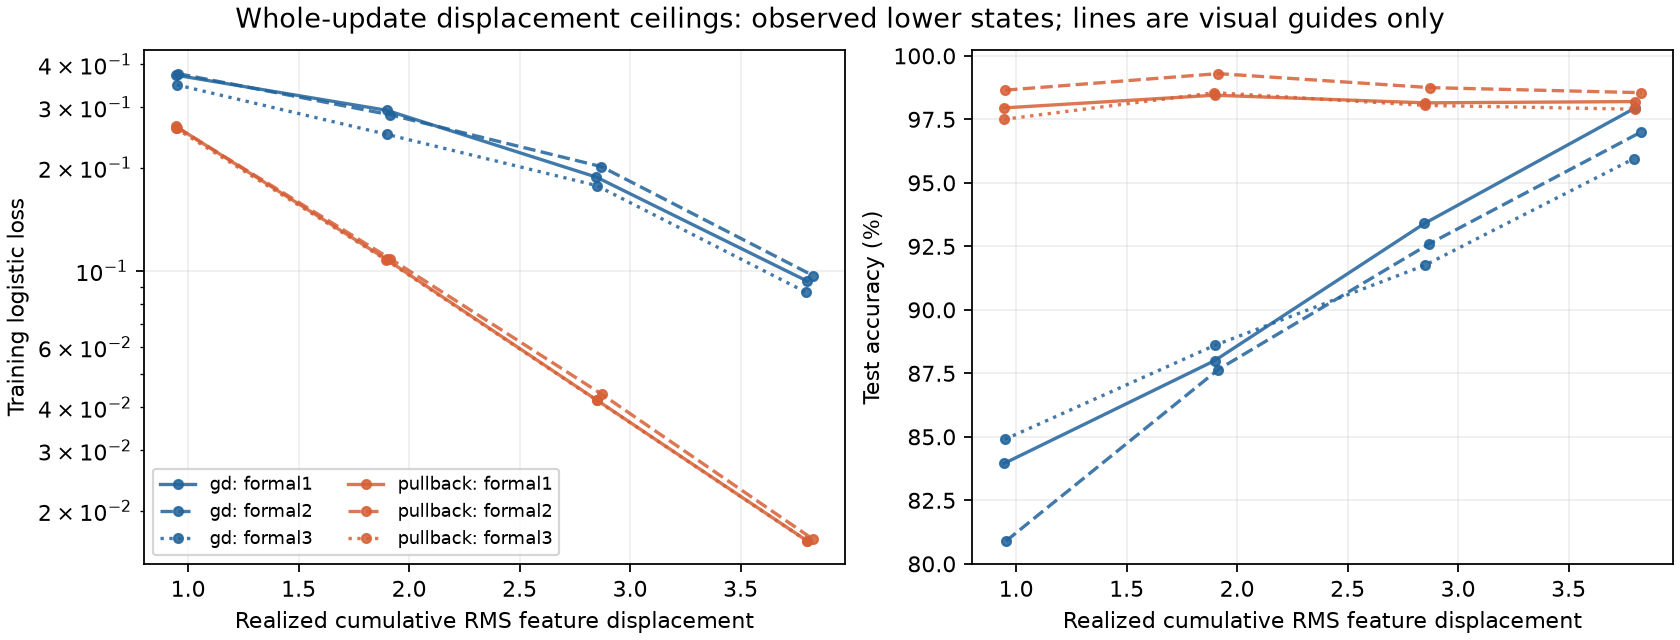 Whole-update displacement ceilings: observed lower states; lines are visual guides only
4 × 10⁻¹
3 × 10⁻¹
2 × 10⁻¹
10⁻¹
6 × 10⁻²
4 × 10⁻²
3 × 10⁻²
2 × 10⁻²
Training logistic loss
gd: formal1
gd: formal2
gd: formal3
pullback: formal1
pullback: formal2
pullback: formal3
1.0 1.5 2.0 2.5 3.0 3.5
Realized cumulative RMS feature displacement
100.0
97.5
95.0
92.5
90.0
87.5
85.0
82.5
80.0
Test accuracy (%)
1.0 1.5 2.0 2.5 3.0 3.5
Realized cumulative RMS feature displacement